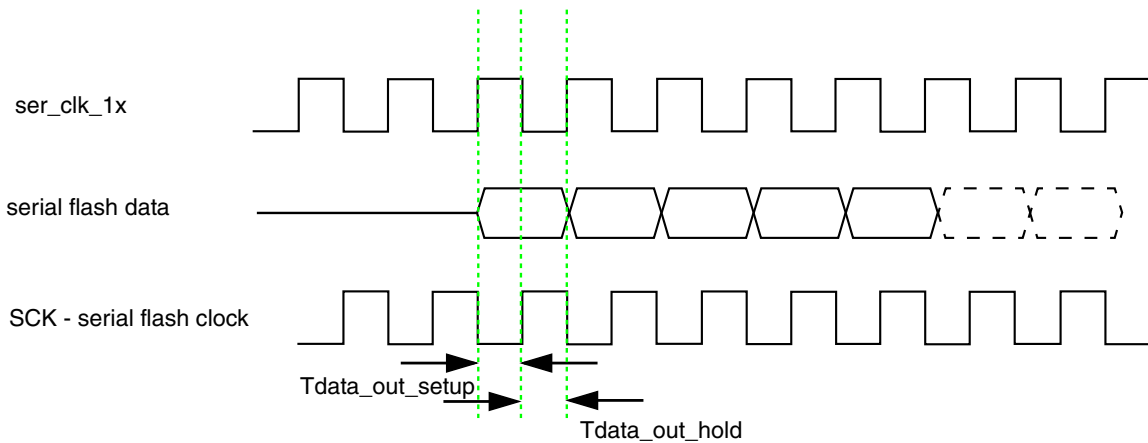 ser_clk_1x
serial flash data
SCK - serial flash clock
Tdata_out_setup
Tdata_out_hold